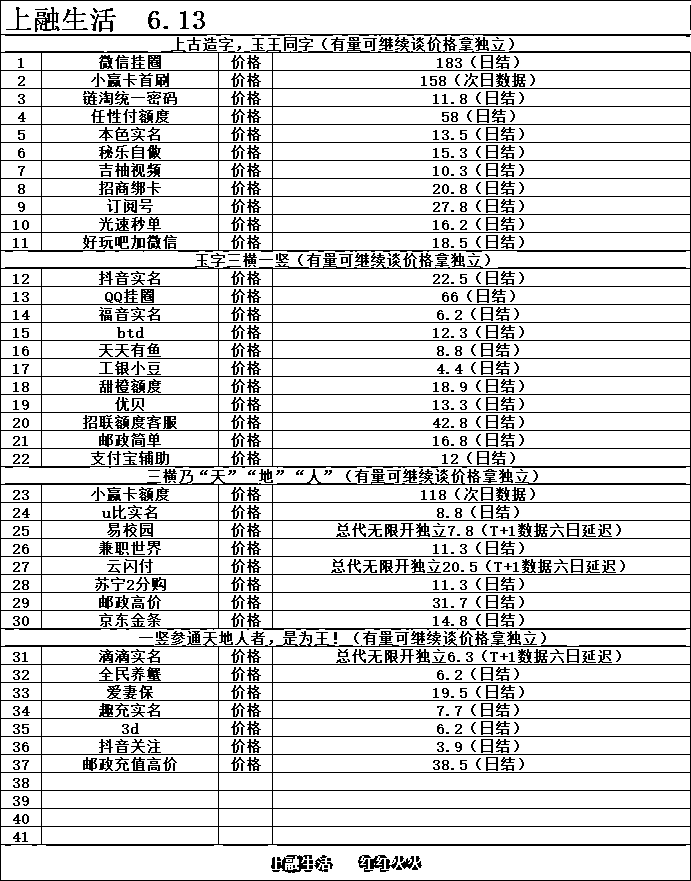 上融生活 6.13
上古造字，玉王同字（有量可继续谈价格拿独立）
1 微信挂圈 价格 183（日结）
2 小赢卡首刷 价格 158（次日数据）
3 链淘统一密码 价格 11.8（日结）
4 任性付额度 价格 58（日结）
5 本色实名 价格 13.5（日结）
6 秘乐自做 价格 15.3（日结）
7 吉柚视频 价格 10.3（日结）
8 招商绑卡 价格 20.8（日结）
9 订阅号 价格 27.8（日结）
10 光速秒单 价格 16.2（日结）
11 好玩吧加微信 价格 18.5（日结）
玉字三横一竖（有量可继续谈价格拿独立）
12 抖音实名 价格 22.5（日结）
13 QQ挂圈 价格 66（日结）
14 福音实名 价格 6.2（日结）
15 btd 价格 12.3（日结）
16 天天有鱼 价格 8.8（日结）
17 工银小豆 价格 4.4（日结）
18 甜橙额度 价格 18.9（日结）
19 优贝 价格 13.3（日结）
20 招联额度客服 价格 42.8（日结）
21 邮政简单 价格 16.8（日结）
22 支付宝辅助 价格 12（日结）
三横乃“天”“地”“人”（有量可继续谈价格拿独立）
23 小赢卡额度 价格 118（次日数据）
24 u比实名 价格 8.8（日结）
25 易校园 价格 总代无限开独立7.8（T+1数据六日延迟）
26 兼职世界 价格 11.3（日结）
27 云闪付 价格 总代无限开独立20.5（T+1数据六日延迟）
28 苏宁2分购 价格 11.3（日结）
29 邮政高价 价格 31.7（日结）
30 京东金条 价格 14.8（日结）
一竖参通天地人者，是为王！（有量可继续谈价格拿独立）
31 滴滴实名 价格 总代无限开独立6.3（T+1数据六日延迟）
32 全民养蟹 价格 6.2（日结）
33 爱妻保 价格 19.5（日结）
34 趣充实名 价格 7.7（日结）
35 3d 价格 6.2（日结）
36 抖音关注 价格 3.9（日结）
37 邮政充值高价 价格 38.5（日结）
38
39
40
41
上融生活 红红火火